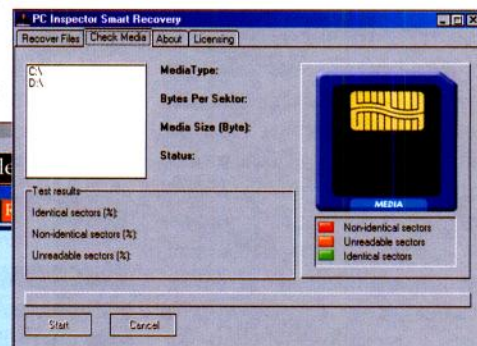 PC Inspector Smart Recovery
Recover Files Check Media About Licensing
C:\
D:\
MediaType:
Bytes Per Sektor:
Media Size (Byte):
Status:
MEDIA
Test results
Identical sectors (%):
Non-identical sectors (%):
Unreadable sectors (%):
Non-identical sectors
Unreadable sectors
Identical sectors
Start Cancel